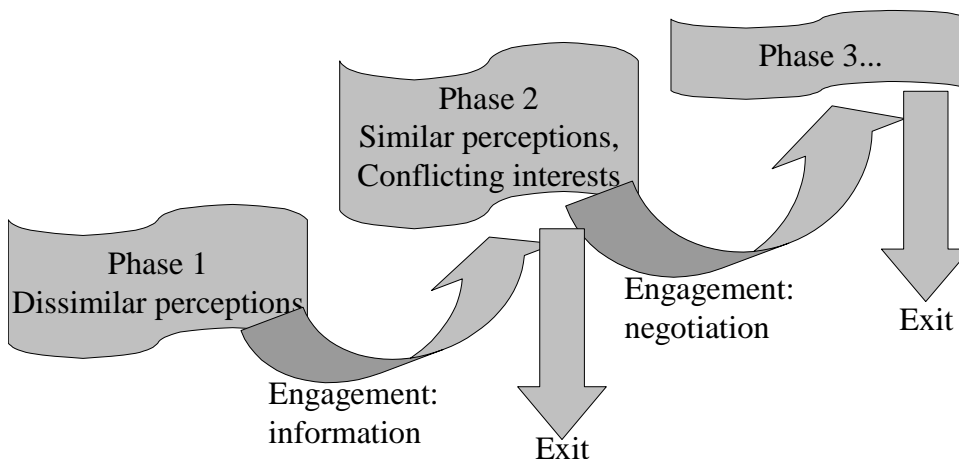 Phase 1
Dissimilar perceptions
Engagement:
information
Phase 2
Similar perceptions,
Conflicting interests
Exit
Engagement:
negotiation
Phase 3...
Exit